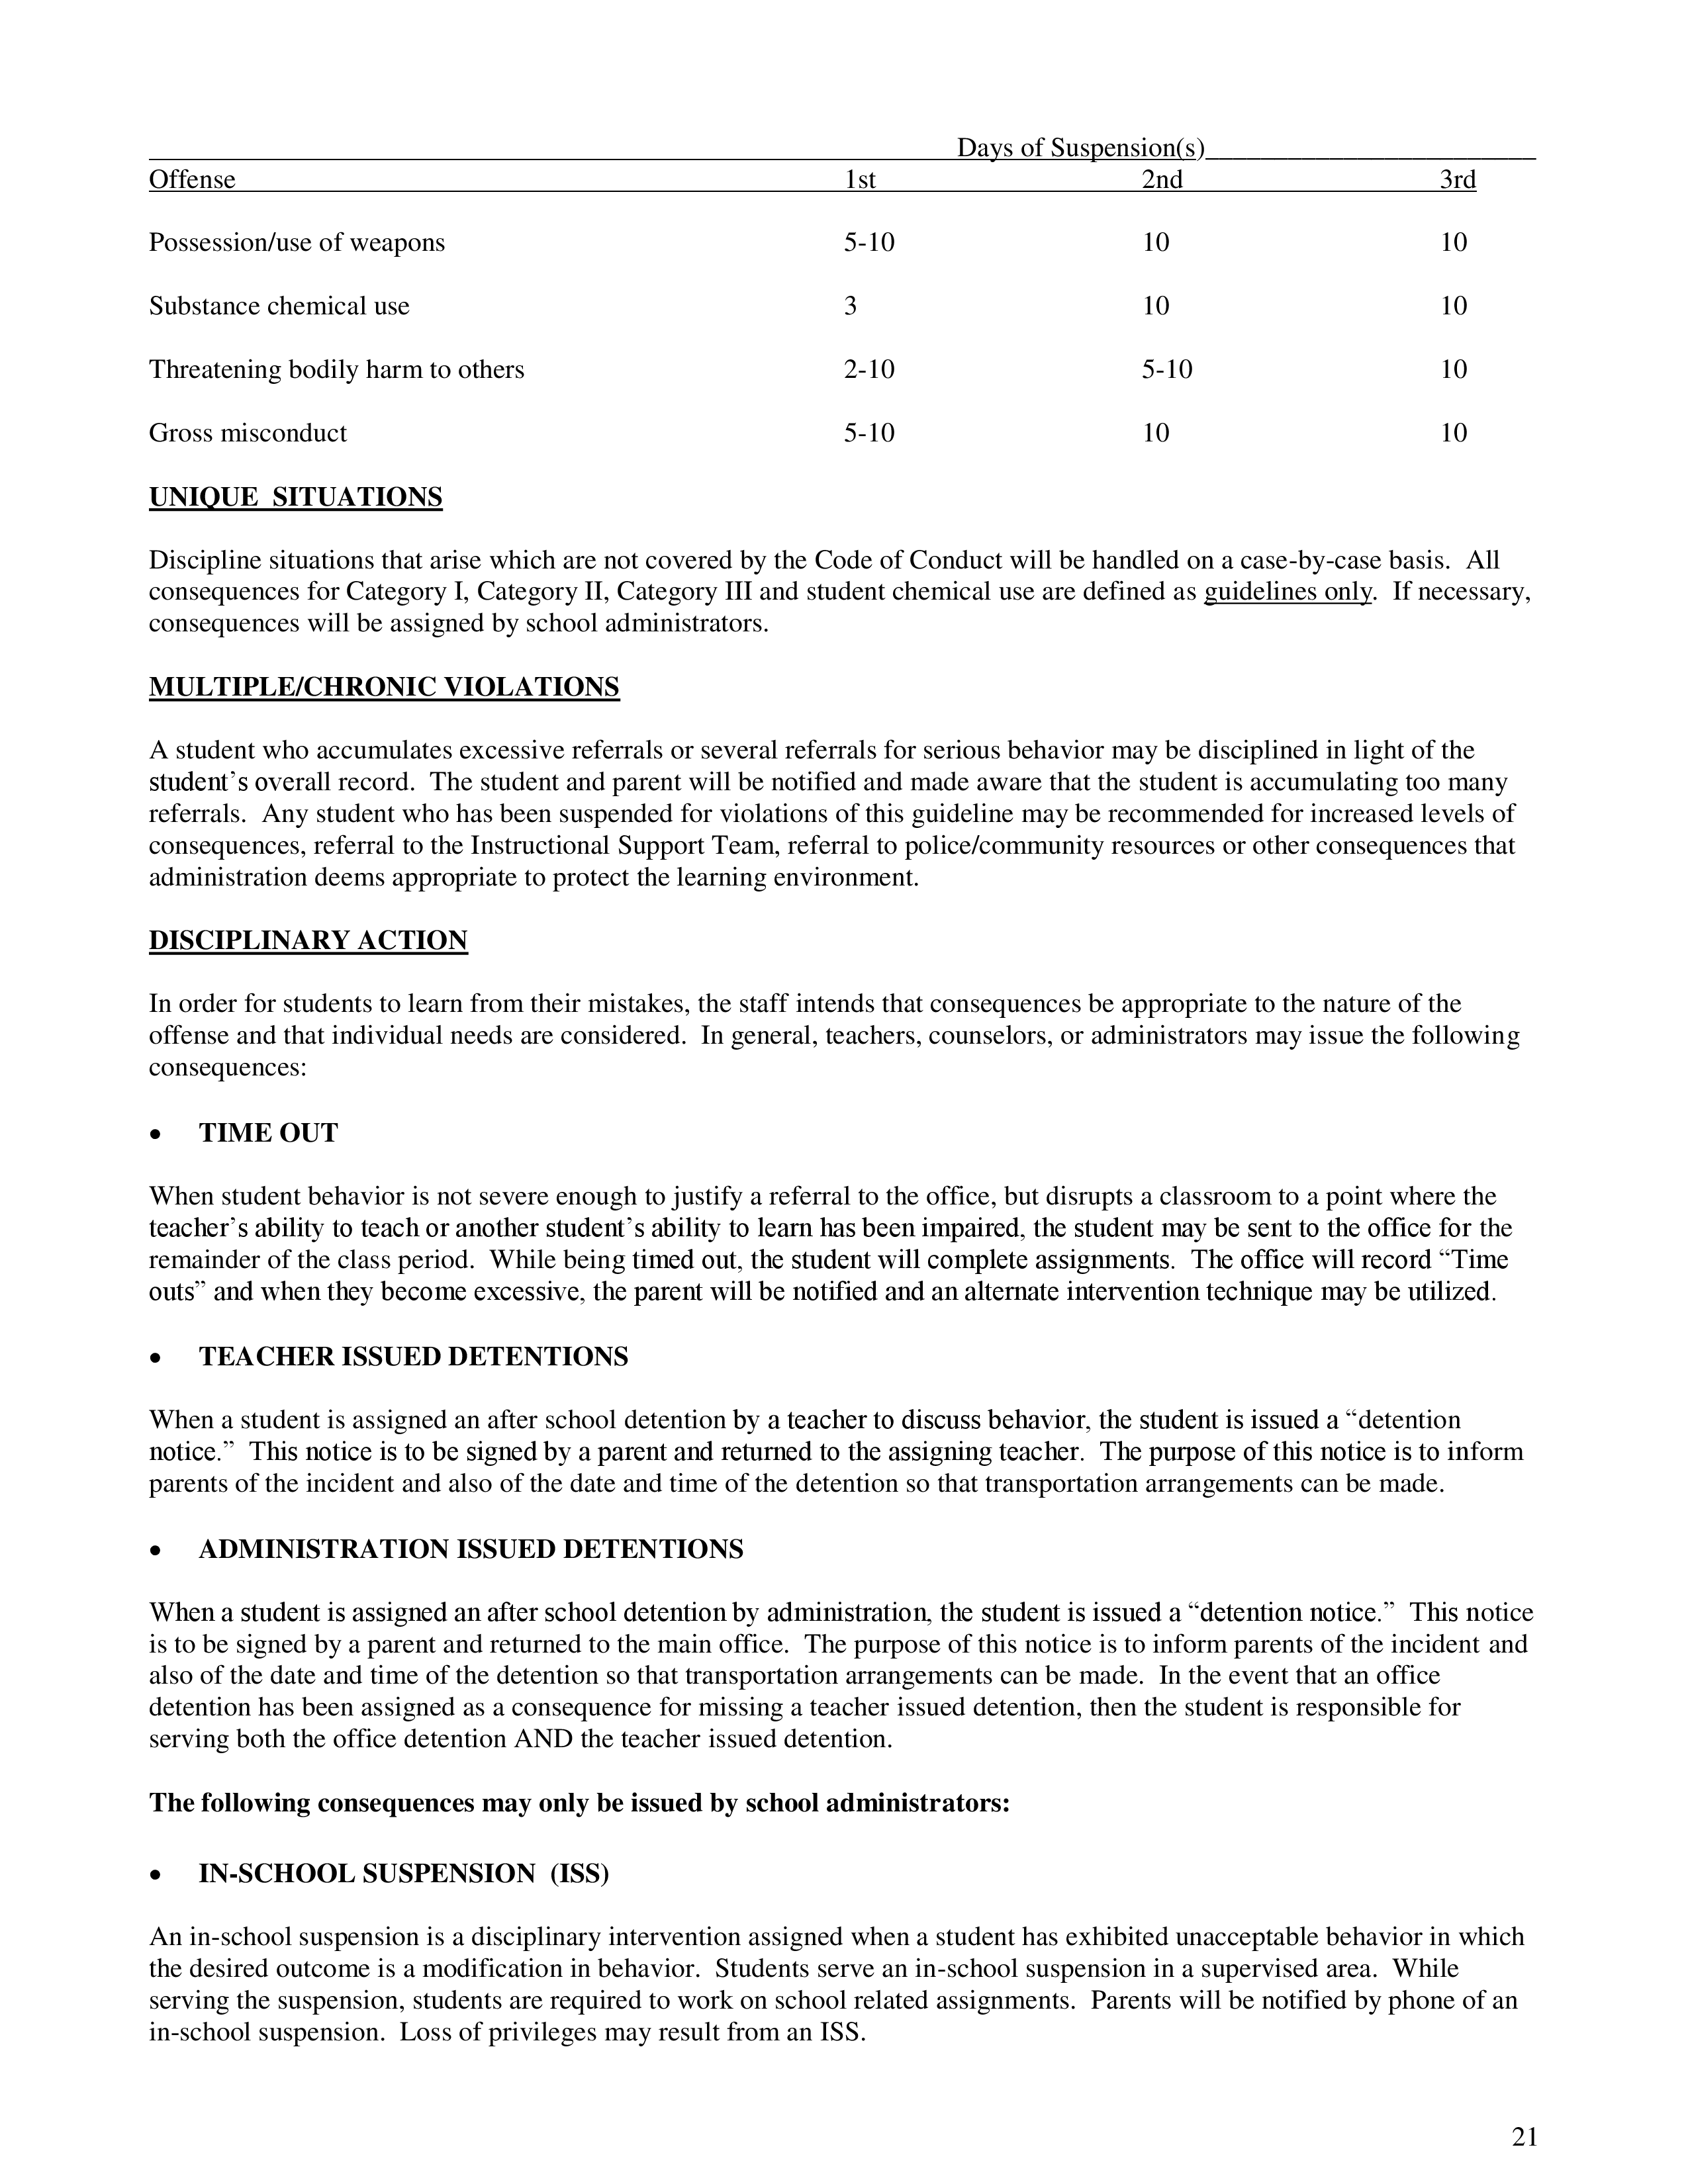 Days of Suspension(s)________________________
Offense 1st 2nd 3rd
Possession/use of weapons 5-10 10 10
Substance chemical use 3 10 10
Threatening bodily harm to others 2-10 5-10 10
Gross misconduct 5-10 10 10
UNIQUE SITUATIONS
Discipline situations that arise which are not covered by the Code of Conduct will be handled on a case-by-case basis. All
consequences for Category I, Category II, Category III and student chemical use are defined as guidelines only. If necessary,
consequences will be assigned by school administrators.
MULTIPLE/CHRONIC VIOLATIONS
A student who accumulates excessive referrals or several referrals for serious behavior may be disciplined in light of the
student’s overall record. The student and parent will be notified and made aware that the student is accumulating too many
referrals. Any student who has been suspended for violations of this guideline may be recommended for increased levels of
consequences, referral to the Instructional Support Team, referral to police/community resources or other consequences that
administration deems appropriate to protect the learning environment.
DISCIPLINARY ACTION
In order for students to learn from their mistakes, the staff intends that consequences be appropriate to the nature of the
offense and that individual needs are considered. In general, teachers, counselors, or administrators may issue the following
consequences:
• TIME OUT
When student behavior is not severe enough to justify a referral to the office, but disrupts a classroom to a point where the
teacher’s ability to teach or another student’s ability to learn has been impaired, the student may be sent to the office for the
remainder of the class period. While being timed out, the student will complete assignments. The office will record “Time
outs” and when they become excessive, the parent will be notified and an alternate intervention technique may be utilized.
• TEACHER ISSUED DETENTIONS
When a student is assigned an after school detention by a teacher to discuss behavior, the student is issued a “detention
notice.” This notice is to be signed by a parent and returned to the assigning teacher. The purpose of this notice is to inform
parents of the incident and also of the date and time of the detention so that transportation arrangements can be made.
• ADMINISTRATION ISSUED DETENTIONS
When a student is assigned an after school detention by administration, the student is issued a “detention notice.” This notice
is to be signed by a parent and returned to the main office. The purpose of this notice is to inform parents of the incident and
also of the date and time of the detention so that transportation arrangements can be made. In the event that an office
detention has been assigned as a consequence for missing a teacher issued detention, then the student is responsible for
serving both the office detention AND the teacher issued detention.
The following consequences may only be issued by school administrators:
• IN-SCHOOL SUSPENSION (ISS)
An in-school suspension is a disciplinary intervention assigned when a student has exhibited unacceptable behavior in which
the desired outcome is a modification in behavior. Students serve an in-school suspension in a supervised area. While
serving the suspension, students are required to work on school related assignments. Parents will be notified by phone of an
in-school suspension. Loss of privileges may result from an ISS.
21